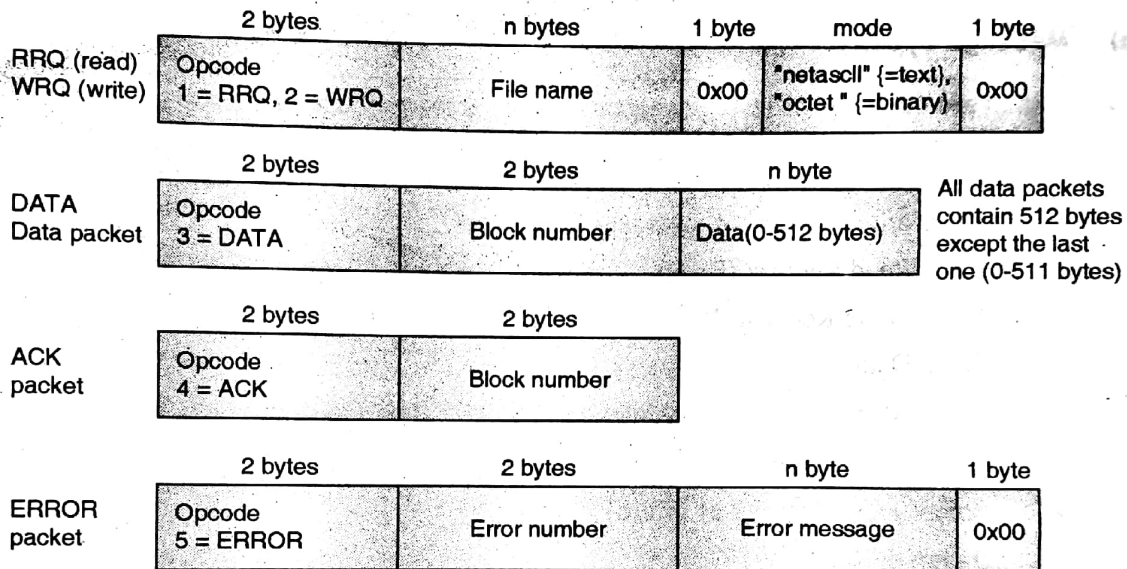 2 bytes n bytes 1 byte mode 1 byte
RRQ (read)
WRQ (write)
Opcode
1 = RRQ, 2 = WRQ
File name
0x00
"netascll" {=text},
"octet " {=binary}
0x00
2 bytes 2 bytes n byte
DATA
Data packet
Opcode
3 = DATA
Block number
Data(0-512 bytes)
All data packets
contain 512 bytes
except the last
one (0-511 bytes)
2 bytes 2 bytes
ACK
packet
Opcode
4 = ACK
Block number
2 bytes 2 bytes n byte 1 byte
ERROR
packet
Opcode
5 = ERROR
Error number
Error message
0x00